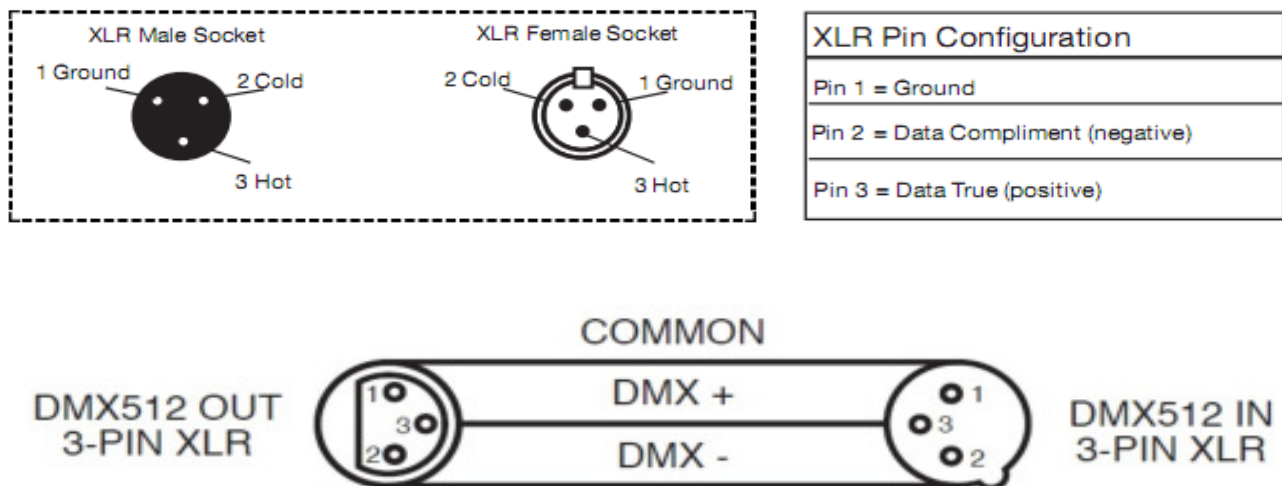 XLR Male Socket
1 Ground
2 Cold
3 Hot
XLR Female Socket
2 Cold
1 Ground
3 Hot
XLR Pin Configuration
Pin 1 = Ground
Pin 2 = Data Compliment (negative)
Pin 3 = Data True (positive)
COMMON
DMX512 OUT
3-PIN XLR
1
3
2
DMX +
DMX -
1
3
2
DMX512 IN
3-PIN XLR